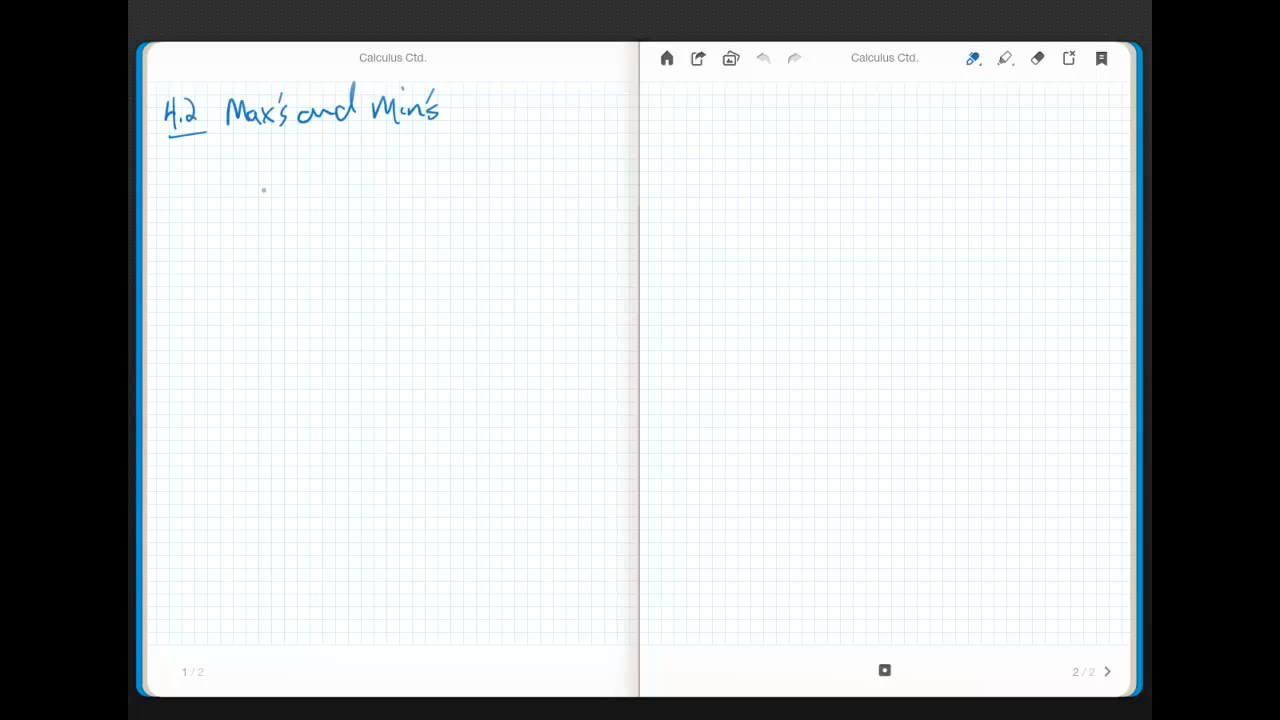 Calculus Ctd.
Calculus Ctd.
4.2 Max's and Min's
1 / 2
2 / 2